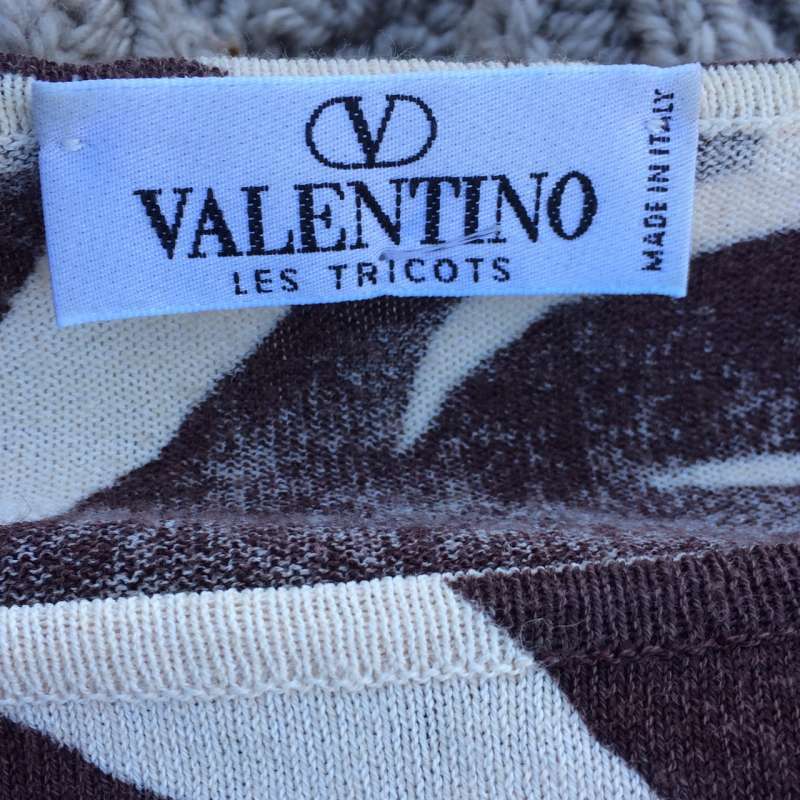 V
VALENTINO
LES TRICOTS
MADE IN ITALY